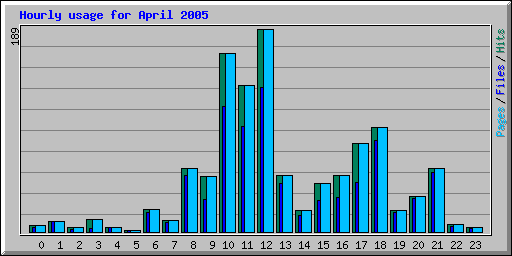 Hourly usage for April 2005
189
Pages/Files/Hits
0 1 2 3 4 5 6 7 8 9 10 11 12 13 14 15 16 17 18 19 20 21 22 23